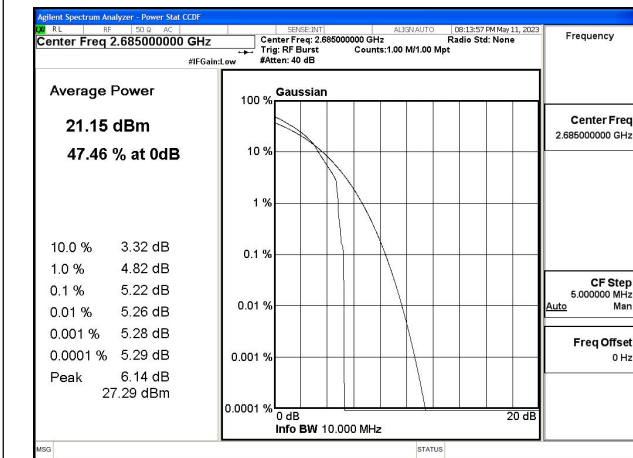 Agilent Spectrum Analyzer - Power Stat CCDF
RL RF 50 Ω AC SENSE:INT ALIGN AUTO 08:13:57 PM May 11, 2023
Center Freq 2.685000000 GHz
Center Freq: 2.685000000 GHz Radio Std: None
Trig: RF Burst Counts:1.00 M/1.00 Mpt
#IFGain:Low #Atten: 40 dB
Frequency
Average Power
21.15 dBm
47.46 % at 0dB
10.0 % 3.32 dB
1.0 % 4.82 dB
0.1 % 5.22 dB
0.01 % 5.26 dB
0.001 % 5.28 dB
0.0001 % 5.29 dB
Peak 6.14 dB
27.29 dBm
Gaussian
100 %
10 %
1 %
0.1 %
0.01 %
0.001 %
0.0001 %
0 dB 20 dB
Info BW 10.000 MHz
Center Freq
2.685000000 GHz
CF Step
5.000000 MHz
Auto Man
Freq Offset
0 Hz
MSG STATUS